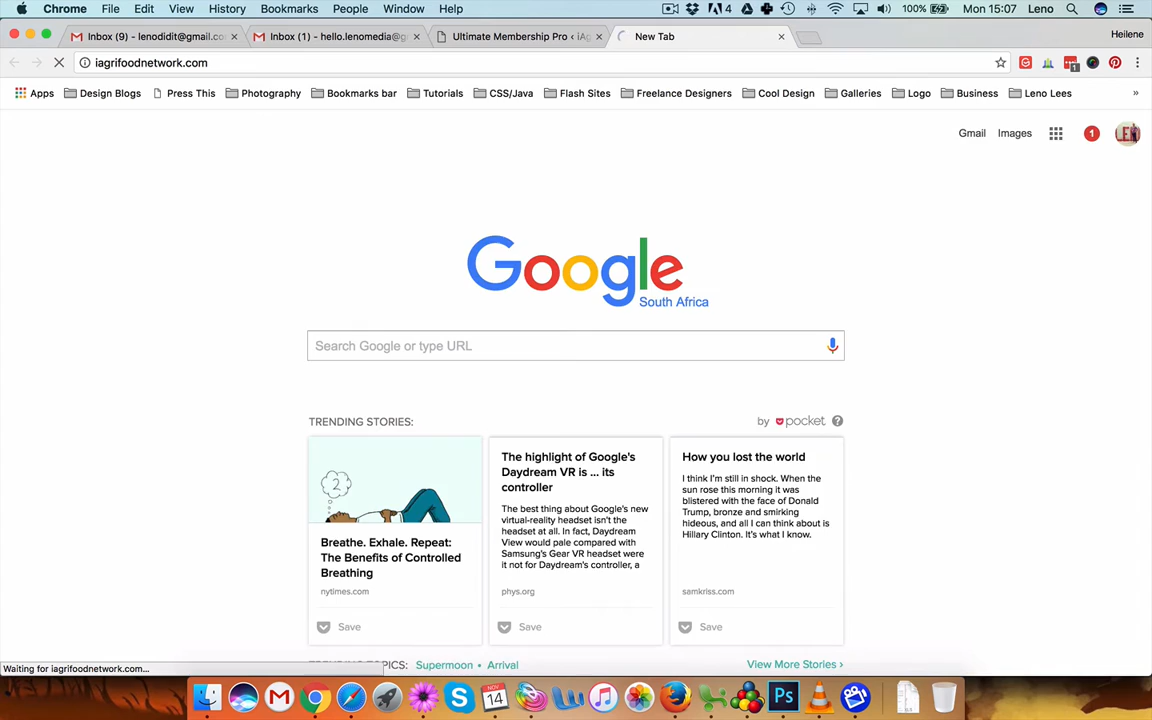 Chrome File Edit View History Bookmarks People Window Help 4 100% Mon 15:07 Leno
Inbox (9) - lenodidit@gmail.co Inbox (1) - hello.lenomedia@g Ultimate Membership Pro ‹ iAg New Tab Heilene
iagrifoodnetwork.com
Apps Design Blogs Press This Photography Bookmarks bar Tutorials CSS/Java Flash Sites Freelance Designers Cool Design Galleries Logo Business Leno Lees »
Gmail Images 1
Google
South Africa
Search Google or type URL
TRENDING STORIES: by pocket ?
2
Breathe. Exhale. Repeat:
The Benefits of Controlled
Breathing
nytimes.com
Save
The highlight of Google's
Daydream VR is ... its
controller
The best thing about Google's new
virtual-reality headset isn't the
headset at all. In fact, Daydream
View would pale compared with
Samsung's Gear VR headset were
it not for Daydream's controller, a
phys.org
Save
How you lost the world
I think I'm still in shock. When the
sun rose this morning it was
blistered with the face of Donald
Trump, bronze and smirking
hideous, and all I can think about is
Hillary Clinton. It's what I know.
samkriss.com
Save
TRENDING TOPICS: Supermoon • Arrival View More Stories ›
Waiting for iagrifoodnetwork.com...
NOV
14
Ps